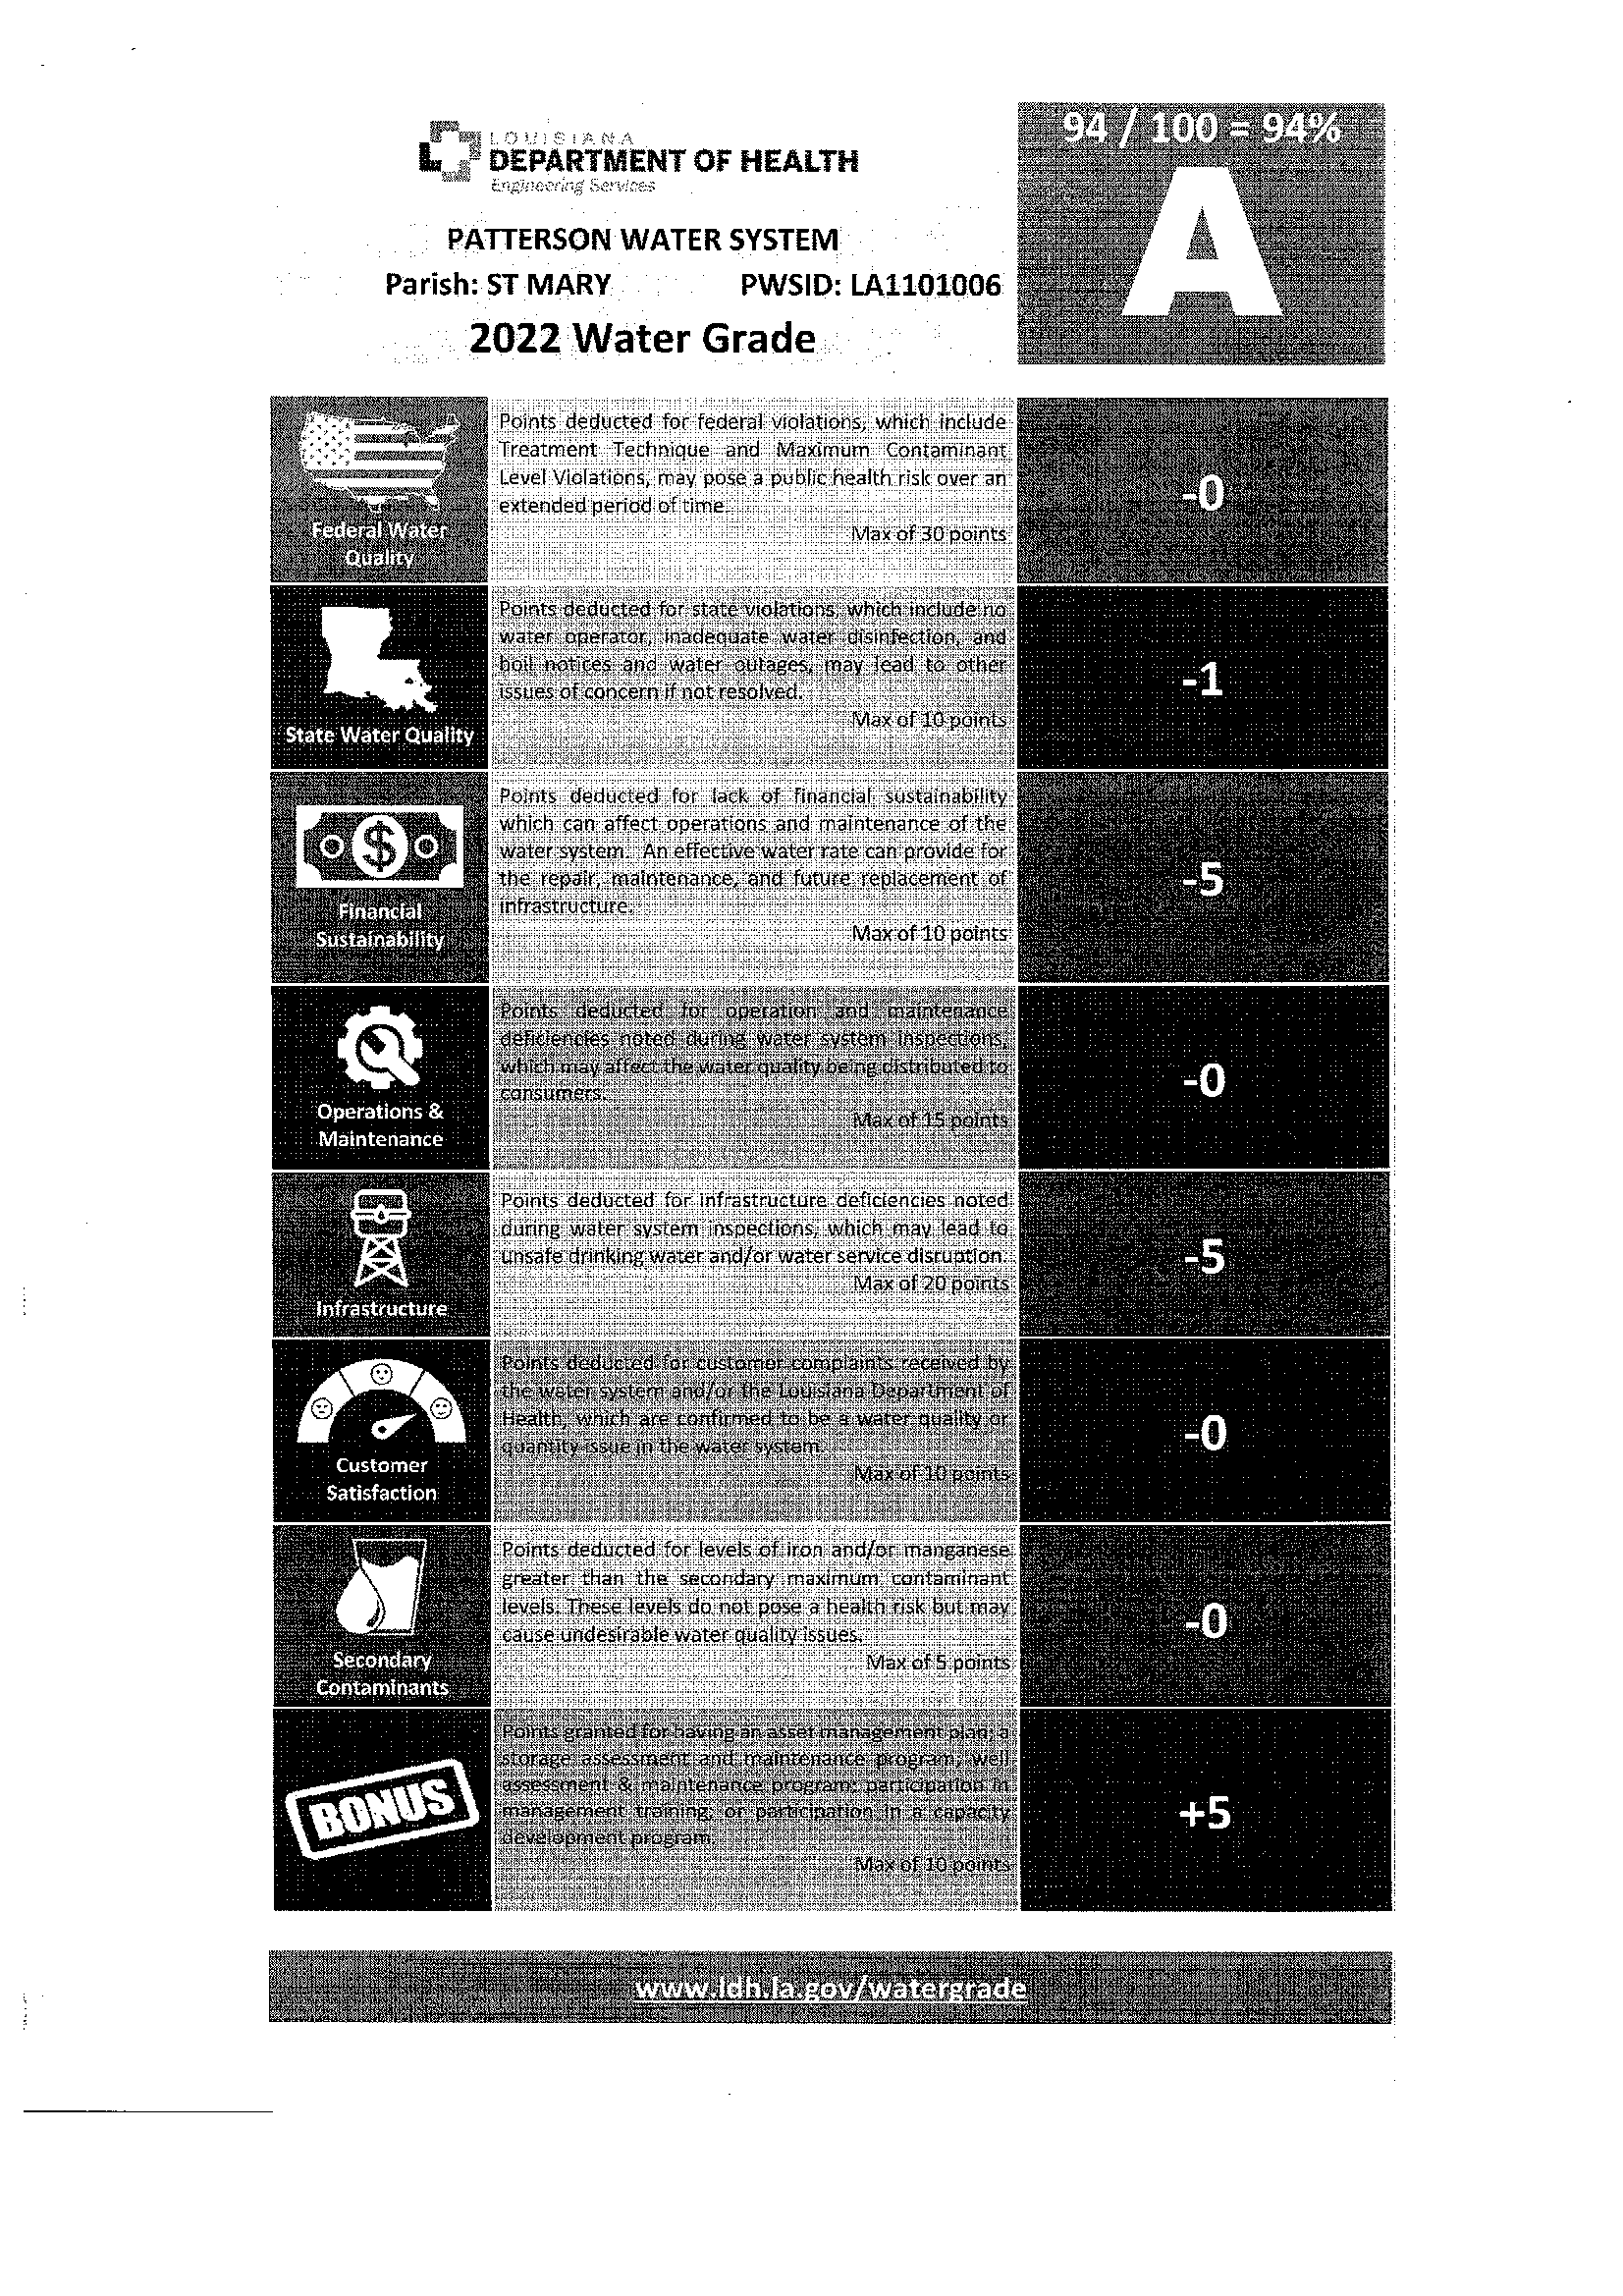 LOUISIANA
DEPARTMENT OF HEALTH
Engineering Services
94 / 100 = 94%
A
PATTERSON WATER SYSTEM
Parish: ST MARY PWSID: LA1101006
2022 Water Grade
Federal Water
Quality
Points deducted for federal violations, which include
Treatment Technique and Maximum Contaminant
Level Violations, may pose a public health risk over an
extended period of time.
Max of 30 points
-0
State Water Quality
Points deducted for state violations, which include no
water operator, inadequate water disinfection, and
boil notices and water outages, may lead to other
issues of concern if not resolved.
Max of 10 points
-1
Financial
Sustainability
Points deducted for lack of financial sustainability
which can affect operations and maintenance of the
water system. An effective water rate can provide for
the repair, maintenance, and future replacement of
infrastructure.
Max of 10 points
-5
Operations &
Maintenance
Points deducted for operation and maintenance
deficiencies noted during water system inspections,
which may affect the water quality being distributed to
consumers.
Max of 15 points
-0
Infrastructure
Points deducted for infrastructure deficiencies noted
during water system inspections, which may lead to
unsafe drinking water and/or water service disruption.
Max of 20 points
-5
Customer
Satisfaction
Points deducted for customer complaints received by
the water system and/or the Louisiana Department of
Health, which are confirmed to be a water quality or
quantity issue in the water system.
Max of 10 points
-0
Secondary
Contaminants
Points deducted for levels of iron and/or manganese
greater than the secondary maximum contaminant
levels. These levels do not pose a health risk but may
cause undesirable water quality issues.
Max of 5 points
-0
BONUS
Points granted for having an asset management plan; a
storage assessment and maintenance program; well
assessment & maintenance program; participation in
management training; or participation in a capacity
development program.
Max of 10 points
+5
www.ldh.la.gov/watergrade